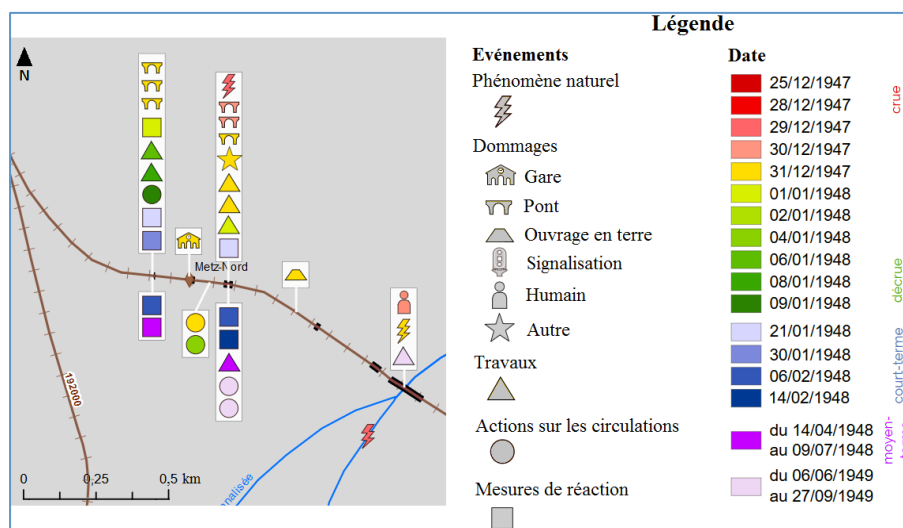 Légende
N
Metz-Nord
192000
0
0,25
0,5 km
nalisée
Evénements
Phénomène naturel
Dommages
Gare
Pont
Ouvrage en terre
Signalisation
Humain
Autre
Travaux
Actions sur les circulations
Mesures de réaction
Date
25/12/1947
28/12/1947
29/12/1947
30/12/1947
31/12/1947
01/01/1948
02/01/1948
04/01/1948
06/01/1948
08/01/1948
09/01/1948
21/01/1948
30/01/1948
06/02/1948
14/02/1948
du 14/04/1948
au 09/07/1948
du 06/06/1949
au 27/09/1949
crue
décrue
court-terme
moyen-